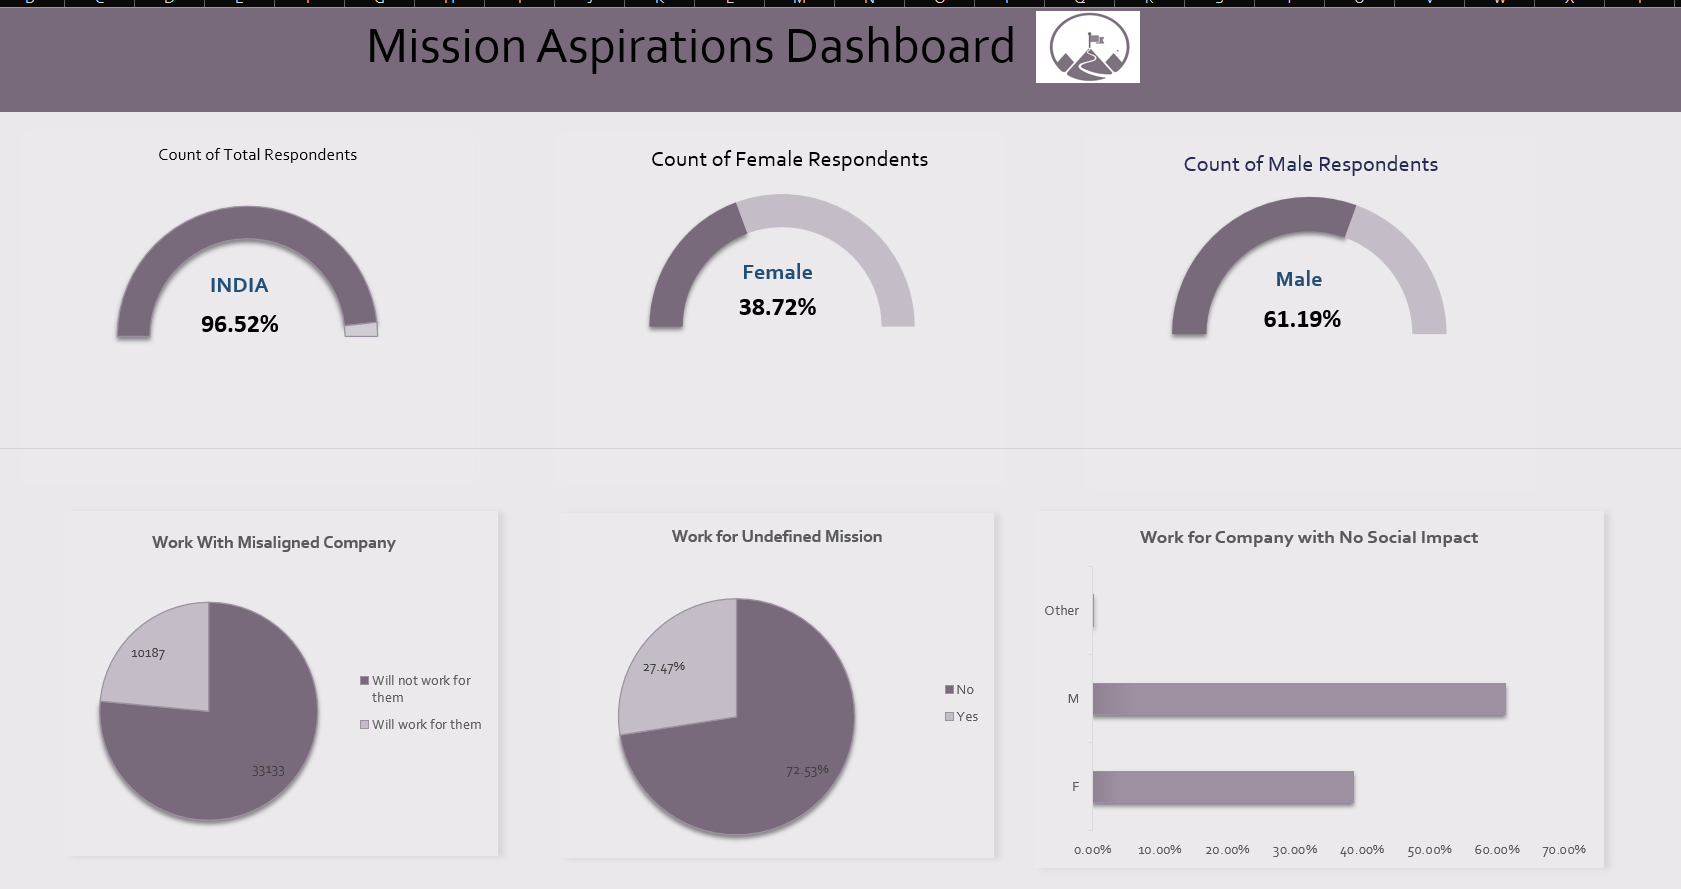 Mission Aspirations Dashboard
Count of Total Respondents
INDIA
96.52%
Count of Female Respondents
Female
38.72%
Count of Male Respondents
Male
61.19%
Work With Misaligned Company
10187
33133
Will not work for
them
Will work for them
Work for Undefined Mission
27.47%
72.53%
No
Yes
Work for Company with No Social Impact
Other
M
F
0.00% 10.00% 20.00% 30.00% 40.00% 50.00% 60.00% 70.00%